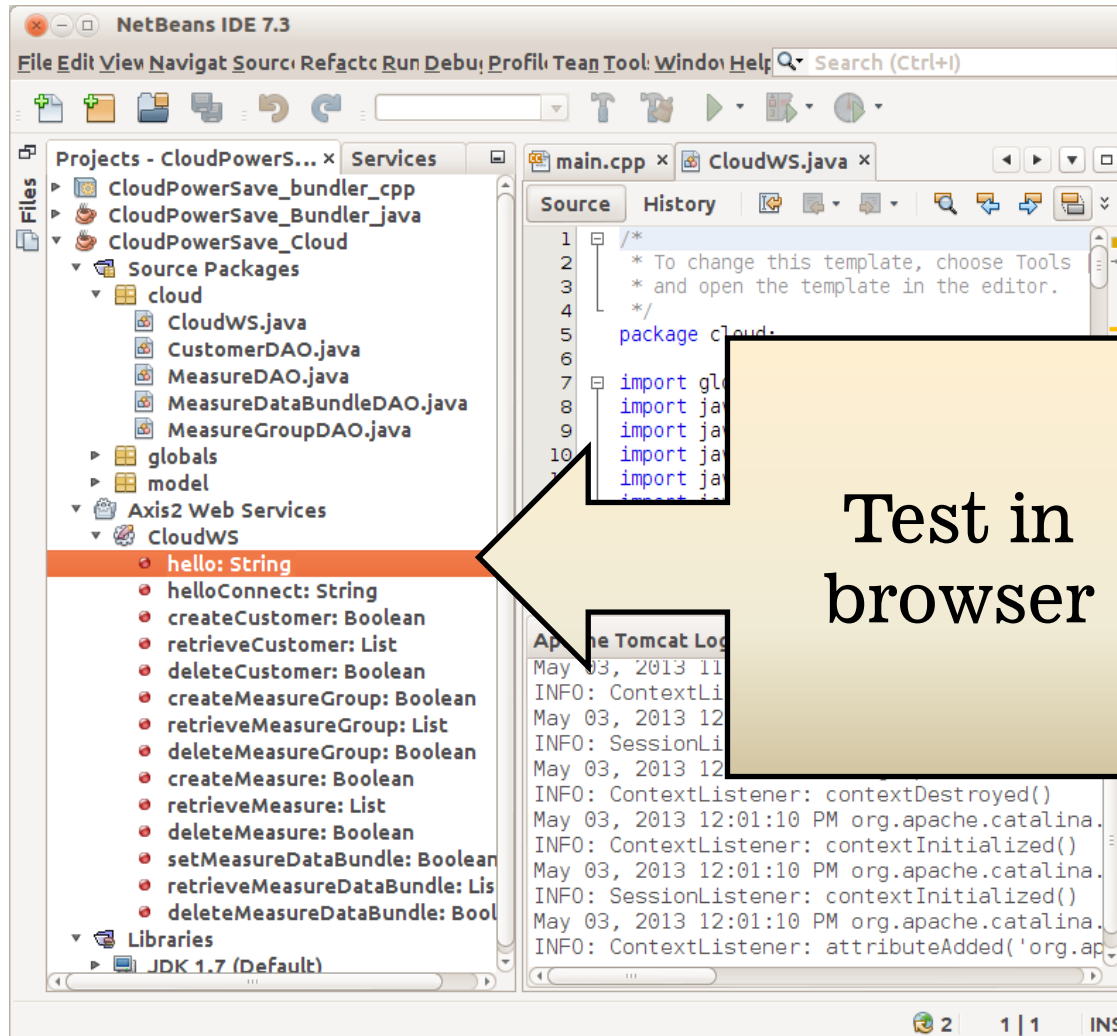 NetBeans IDE 7.3
File Edit View Navigat Source Refactc Run Debug Profil Team Tools Window Help Search (Ctrl+I)
Projects - CloudPowerS... × Services
Files
CloudPowerSave_bundler_cpp
CloudPowerSave_Bundler_java
CloudPowerSave_Cloud
Source Packages
cloud
CloudWS.java
CustomerDAO.java
MeasureDAO.java
MeasureDataBundleDAO.java
MeasureGroupDAO.java
globals
model
Axis2 Web Services
CloudWS
hello: String
helloConnect: String
createCustomer: Boolean
retrieveCustomer: List
deleteCustomer: Boolean
createMeasureGroup: Boolean
retrieveMeasureGroup: List
deleteMeasureGroup: Boolean
createMeasure: Boolean
retrieveMeasure: List
deleteMeasure: Boolean
setMeasureDataBundle: Boolean
retrieveMeasureDataBundle: Lis
deleteMeasureDataBundle: Bool
Libraries
JDK 1.7 (Default)
main.cpp × CloudWS.java ×
Source History
1 /*
2 * To change this template, choose Tools |
3 * and open the template in the editor.
4 */
5 package cloud;
6
7 import glo
8 import jav
9 import jav
10 import jav
import jav
Test in
browser
Apache Tomcat Log
May 03, 2013 11
INFO: ContextLi
May 03, 2013 12
INFO: SessionLi
May 03, 2013 12
INFO: ContextListener: contextDestroyed()
May 03, 2013 12:01:10 PM org.apache.catalina.
INFO: ContextListener: contextInitialized()
May 03, 2013 12:01:10 PM org.apache.catalina.
INFO: SessionListener: contextInitialized()
May 03, 2013 12:01:10 PM org.apache.catalina.
INFO: ContextListener: attributeAdded('org.ap
2 1 | 1 INS